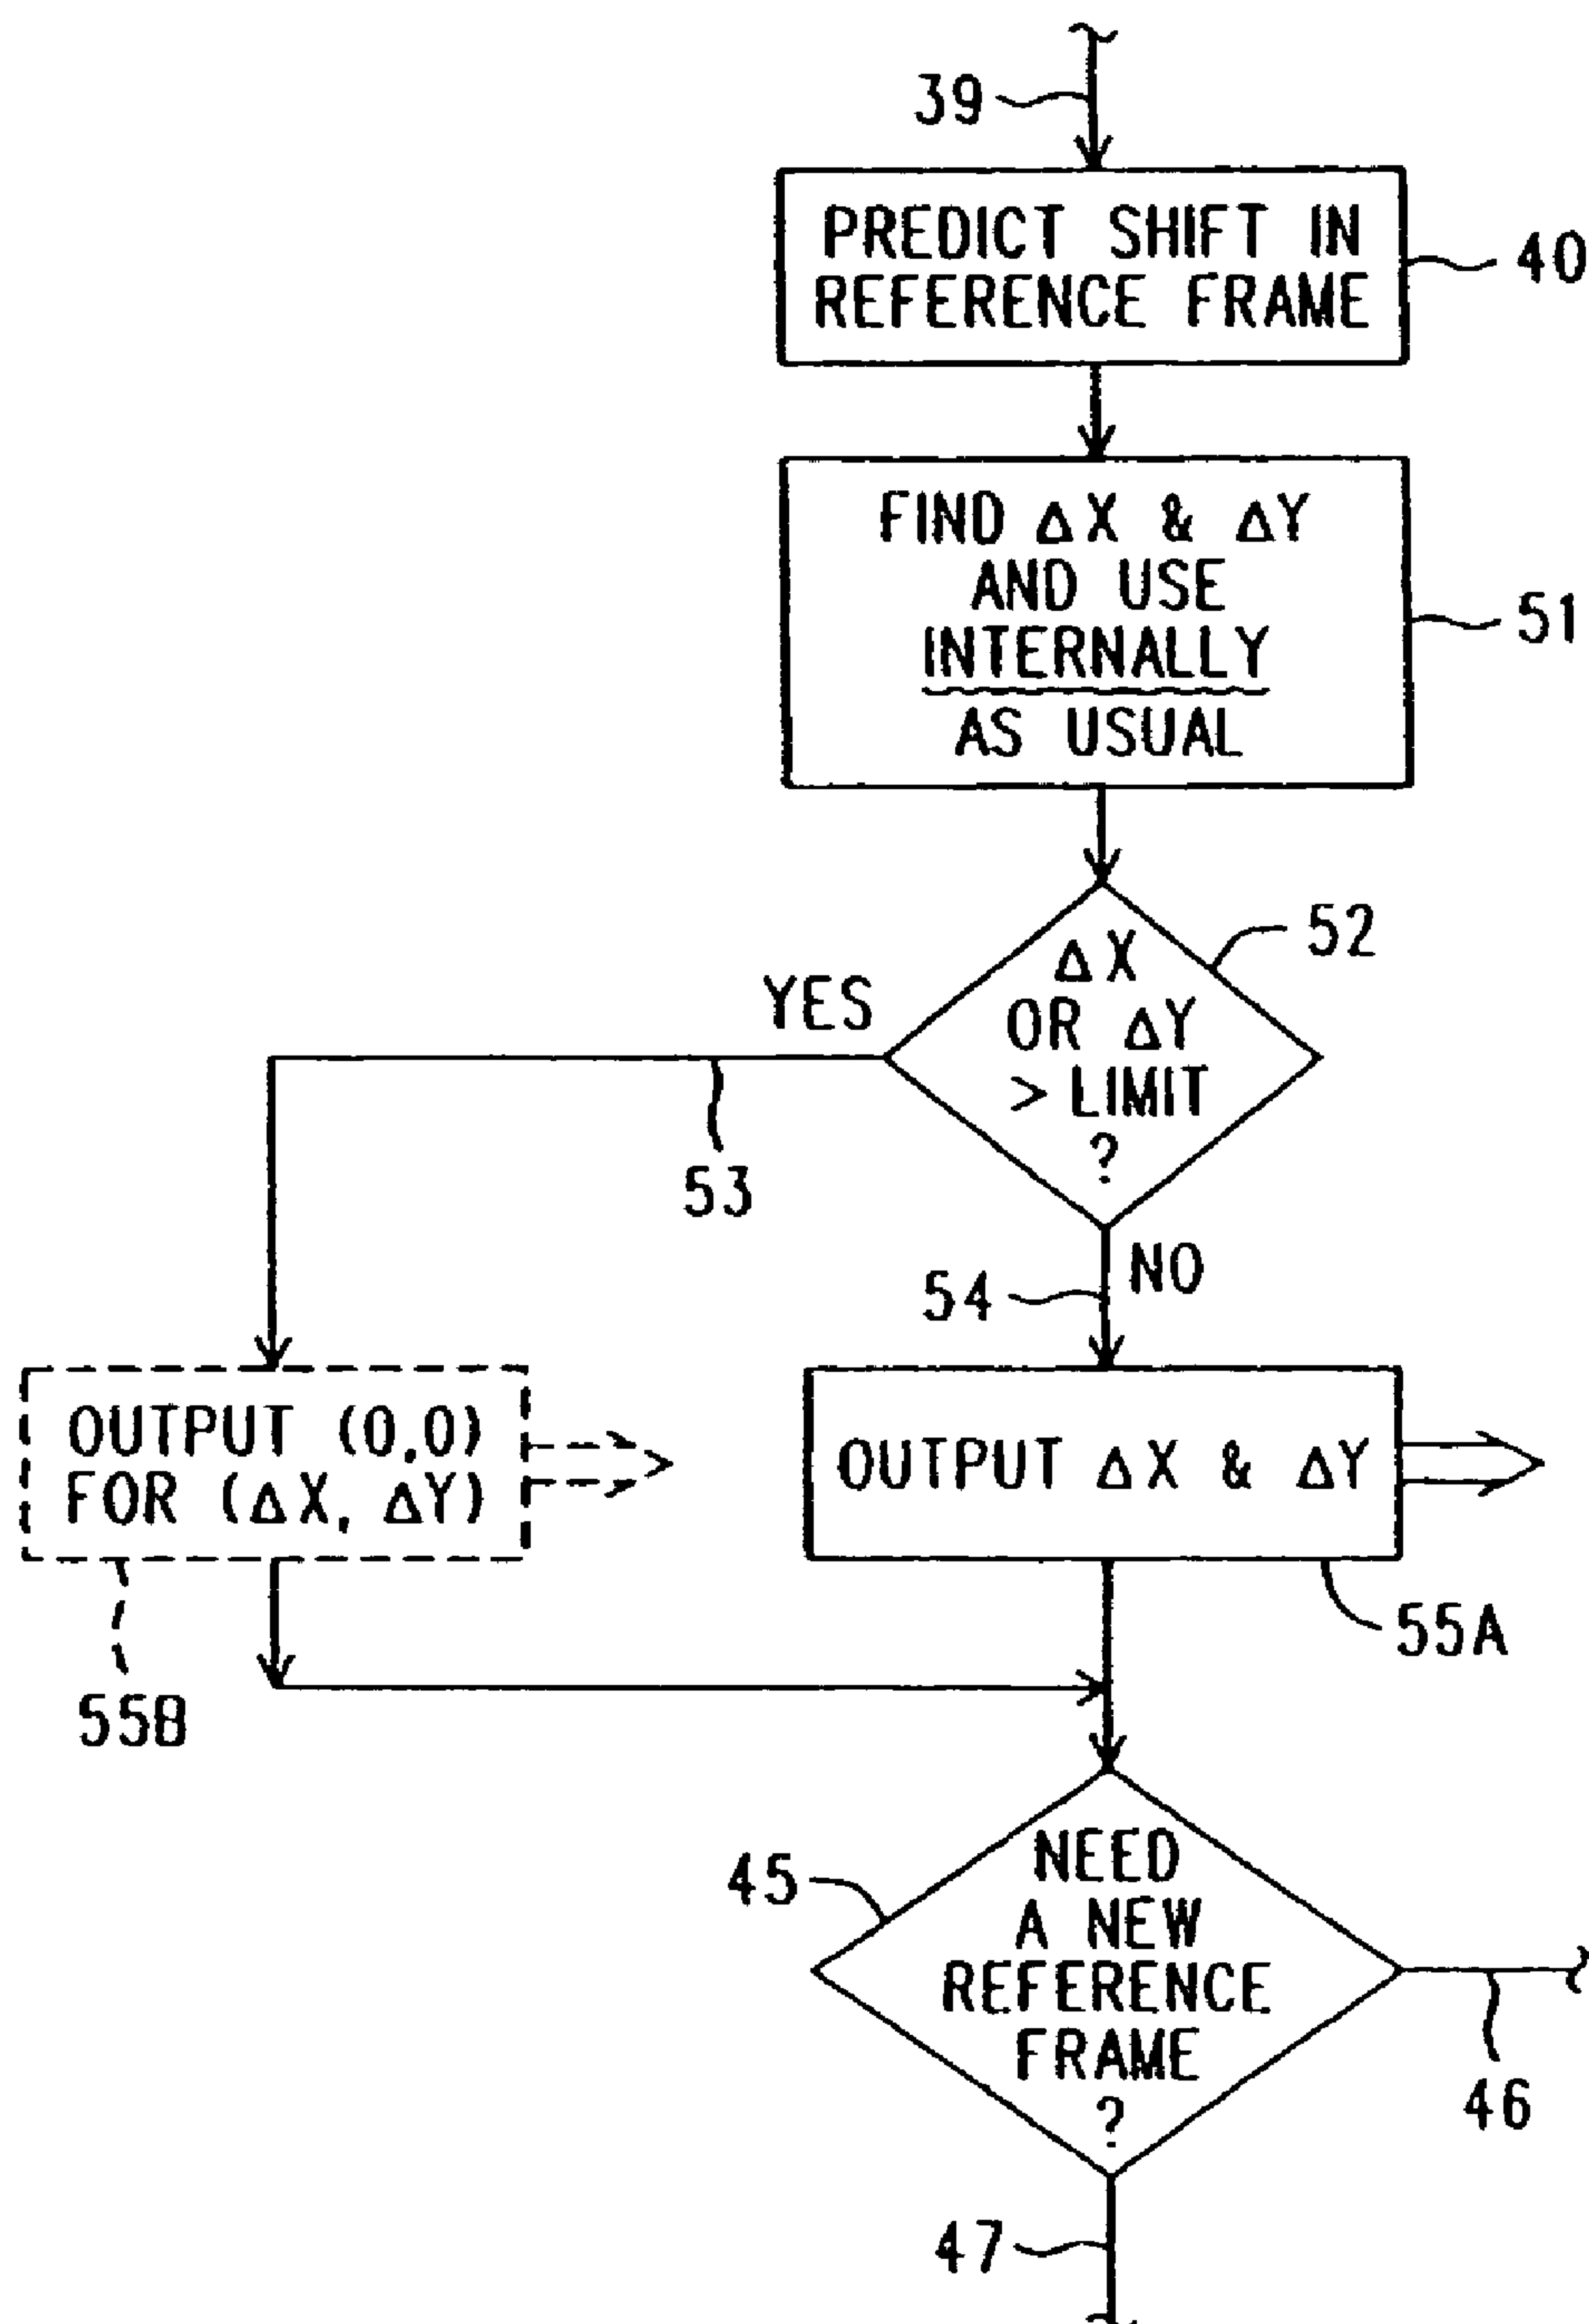 39
PREDICT SHIFT IN
REFERENCE FRAME
40
FIND ΔX & ΔY
AND USE
INTERNALLY
AS USUAL
51
ΔX
OR ΔY
> LIMIT
?
52
YES
53
NO
54
OUTPUT (0,0)
FOR (ΔX, ΔY)
OUTPUT ΔX & ΔY
55A
55B
NEED
A NEW
REFERENCE
FRAME
?
45
46
47